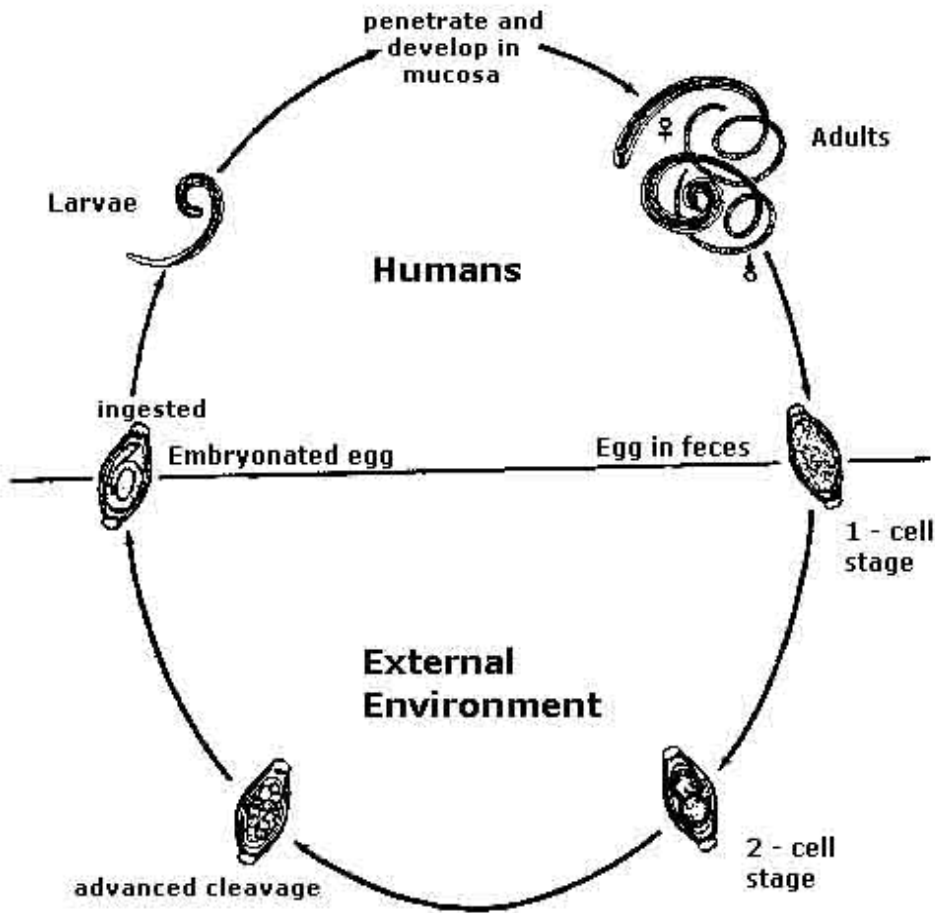 penetrate and
develop in
mucosa
Adults
♀
Larvae
Humans
♂
ingested
Embryonated egg
Egg in feces
1 - cell
stage
External
Environment
2 - cell
stage
advanced cleavage